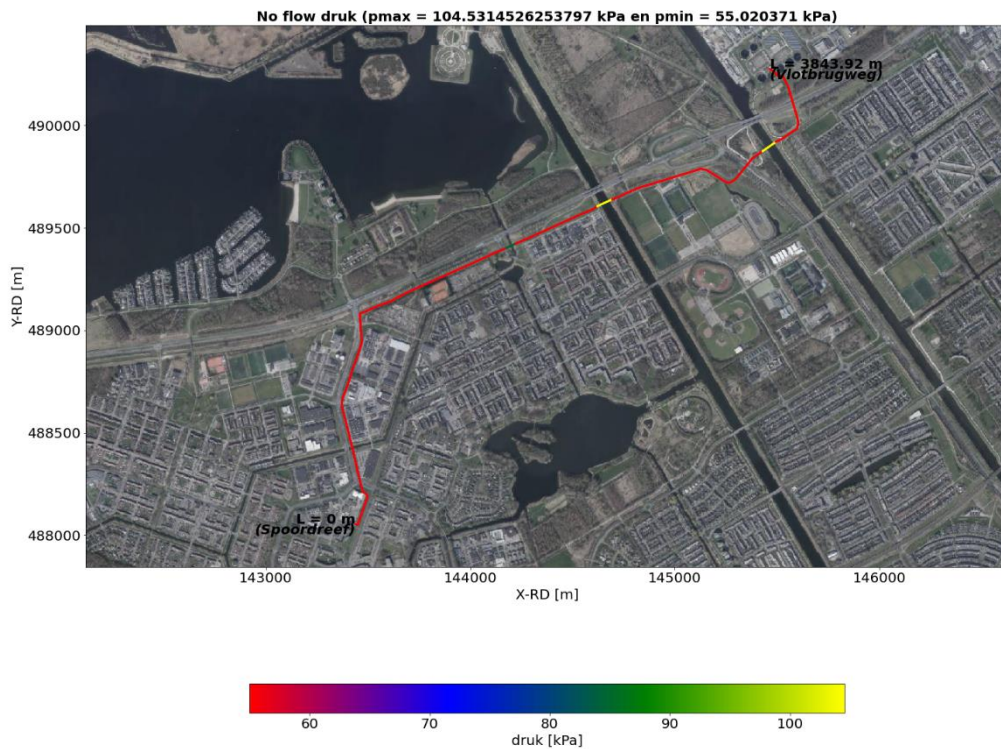 No flow druk (pmax = 104.5314526253797 kPa en pmin = 55.020371 kPa)
L = 3843.92 m
(Vlotbrugweg)
490000
489500
489000
488500
488000
L = 0 m
(Spoordreef)
Y-RD [m]
143000 144000 145000 146000
X-RD [m]
60 70 80 90 100
druk [kPa]